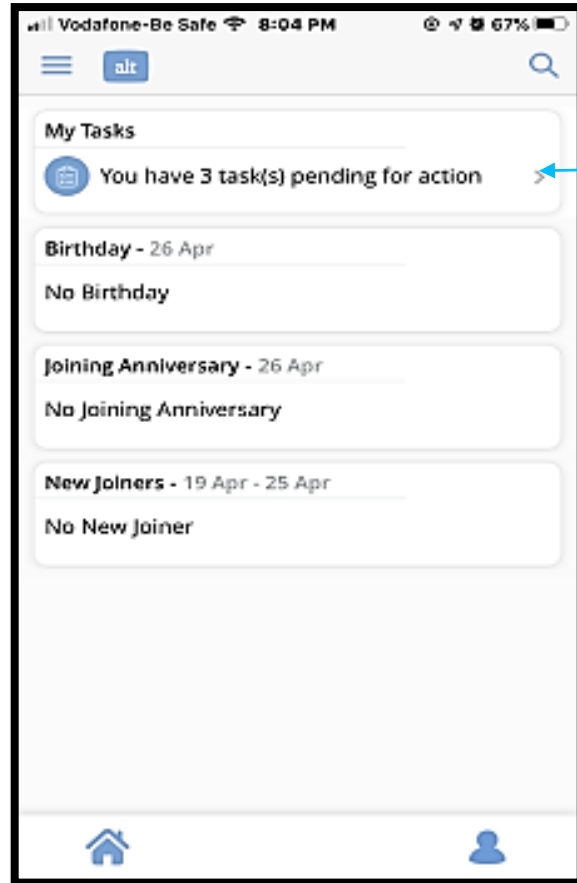 Vodafone-Be Safe 8:04 PM 67%
alt
My Tasks
You have 3 task(s) pending for action
Birthday - 26 Apr
No Birthday
Joining Anniversary - 26 Apr
No Joining Anniversary
New Joiners - 19 Apr - 25 Apr
No New Joiner